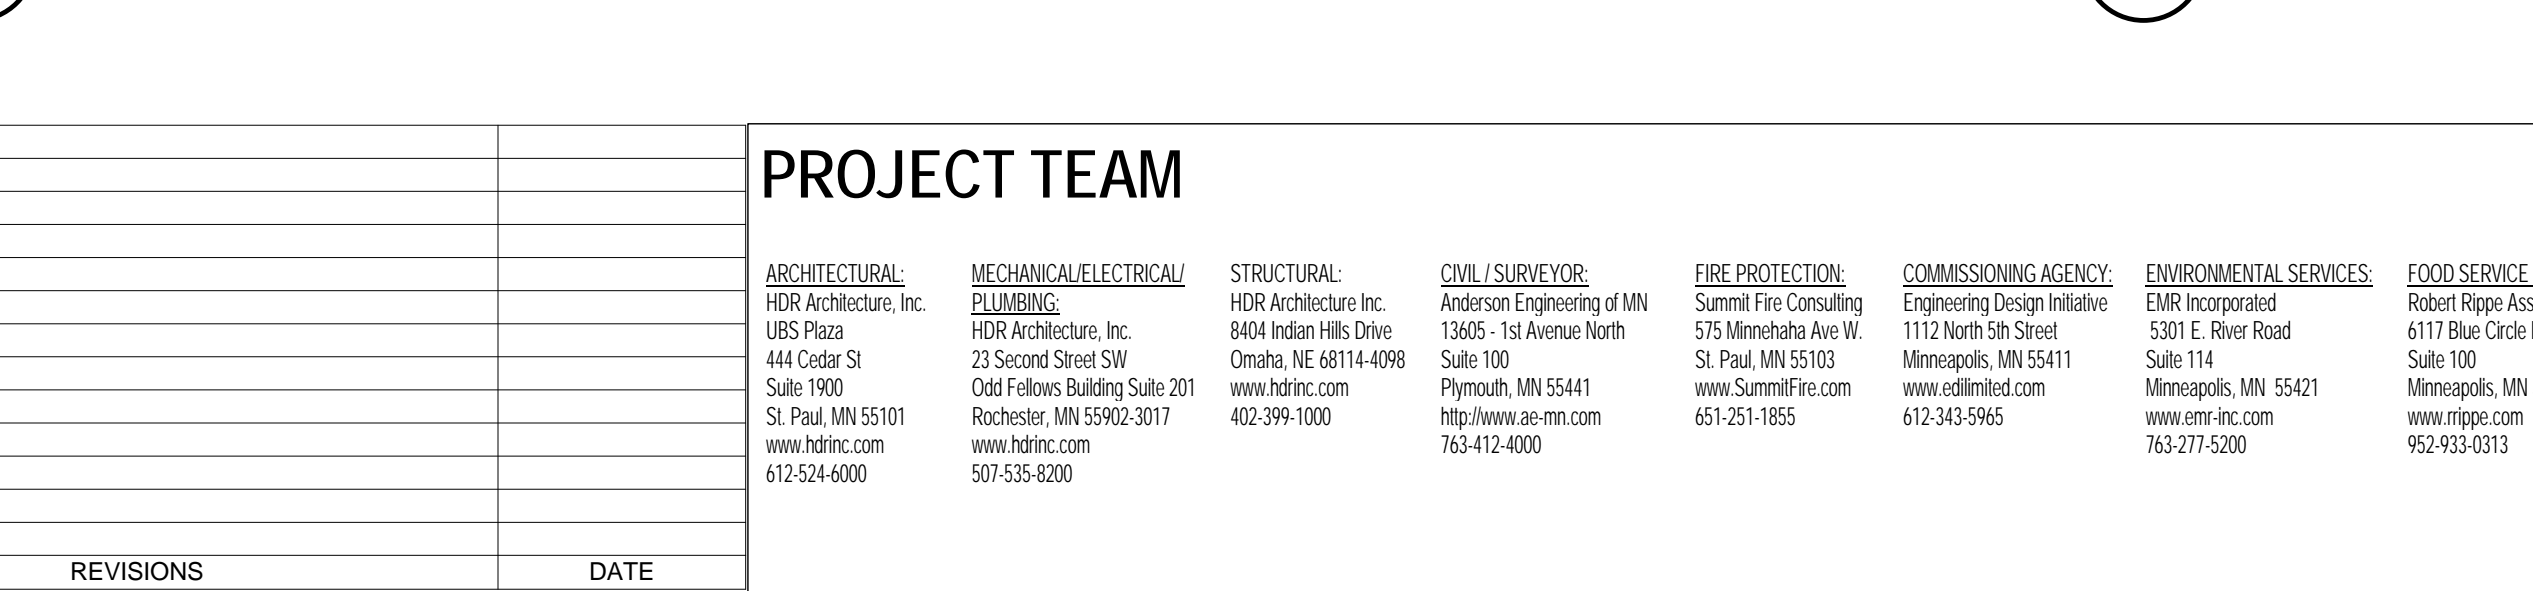 PROJECT TEAM
ARCHITECTURAL:
HDR Architecture, Inc.
UBS Plaza
444 Cedar St
Suite 1900
St. Paul, MN 55101
www.hdrinc.com
612-524-6000
MECHANICAL/ELECTRICAL/
PLUMBING:
HDR Architecture, Inc.
23 Second Street SW
Odd Fellows Building Suite 201
Rochester, MN 55902-3017
www.hdrinc.com
507-535-8200
STRUCTURAL:
HDR Architecture Inc.
8404 Indian Hills Drive
Omaha, NE 68114-4098
www.hdrinc.com
402-399-1000
CIVIL / SURVEYOR:
Anderson Engineering of MN
13605 - 1st Avenue North
Suite 100
Plymouth, MN 55441
http://www.ae-mn.com
763-412-4000
FIRE PROTECTION:
Summit Fire Consulting
575 Minnehaha Ave W.
St. Paul, MN 55103
www.SummitFire.com
651-251-1855
COMMISSIONING AGENCY:
Engineering Design Initiative
1112 North 5th Street
Minneapolis, MN 55411
www.edilimited.com
612-343-5965
ENVIRONMENTAL SERVICES:
EMR Incorporated
5301 E. River Road
Suite 114
Minneapolis, MN 55421
www.emr-inc.com
763-277-5200
FOOD SERVICE
Robert Rippe
6117 Blue Circle
Suite 100
Minneapolis, MN
www.rrippe.com
952-933-0313
REVISIONS
DATE